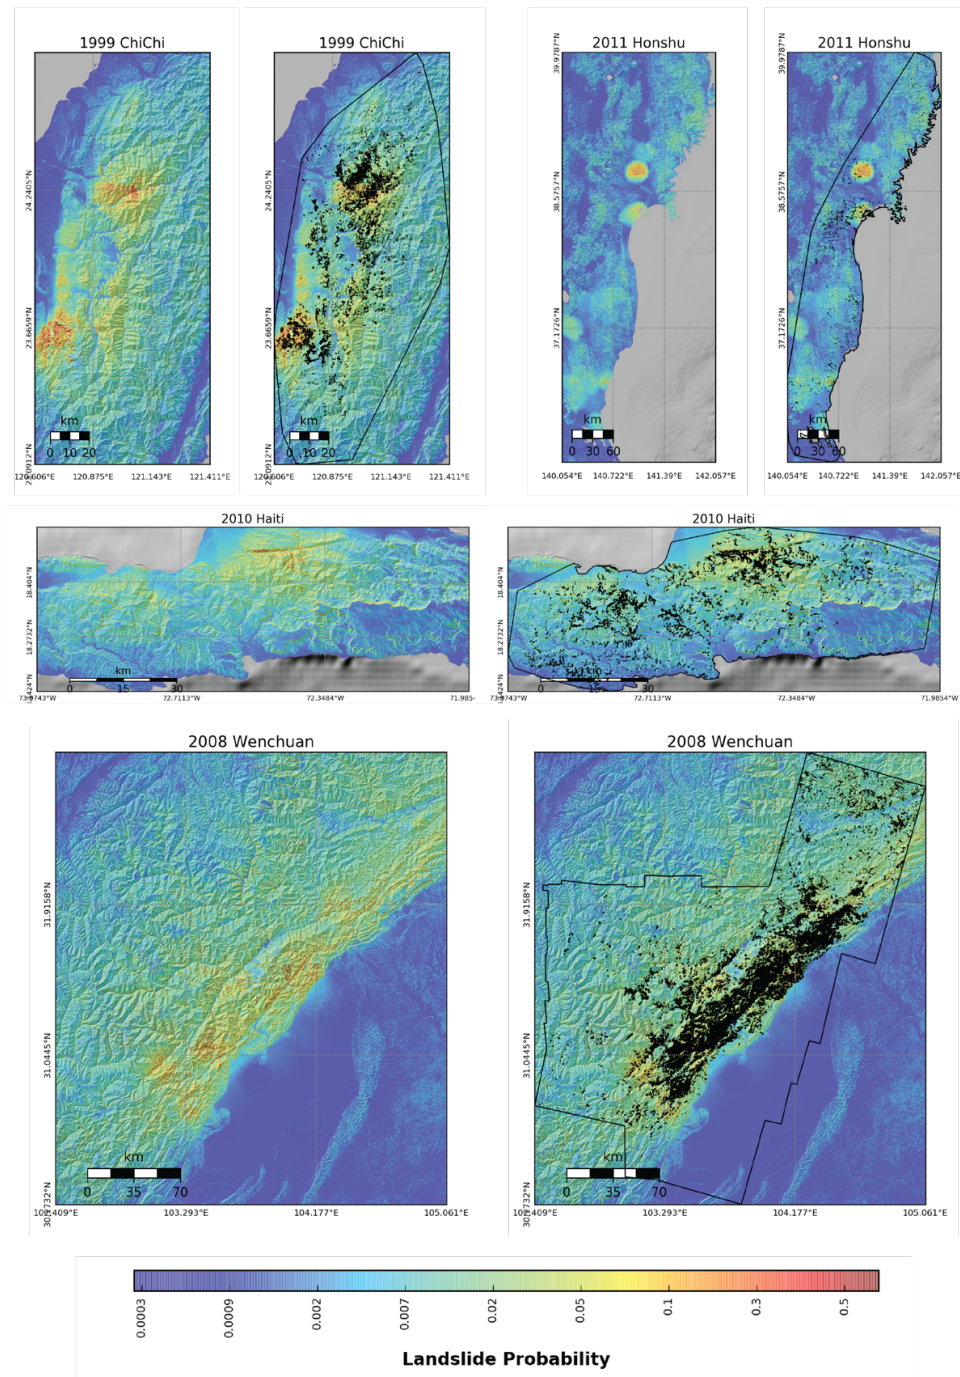 1999 ChiChi
1999 ChiChi
2011 Honshu
2011 Honshu
24.2405°N
23.6659°N
km
0 10 20
120.606°E 120.875°E 121.143°E 121.411°E
24.2405°N
23.6659°N
km
0 10 20
120.606°E 120.875°E 121.143°E 121.411°E
39.9787°N
38.5757°N
37.1726°N
km
0 30 60
140.054°E 140.722°E 141.39°E 142.057°E
39.9787°N
38.5757°N
37.1726°N
km
0 30 60
140.054°E 140.722°E 141.39°E 142.057°E
2010 Haiti
2010 Haiti
18.404°N
18.2732°N
km
0 15 30
72.7113°W 72.3484°W
18.404°N
18.2732°N
km
0 15 30
72.7113°W 72.3484°W 71.9854°W
2008 Wenchuan
2008 Wenchuan
31.9158°N
31.0445°N
km
0 35 70
102.409°E 103.293°E 104.177°E 105.061°E
31.9158°N
31.0445°N
km
0 35 70
102.409°E 103.293°E 104.177°E 105.061°E
0.0003 0.0009 0.002 0.007 0.02 0.05 0.1 0.3 0.5
Landslide Probability